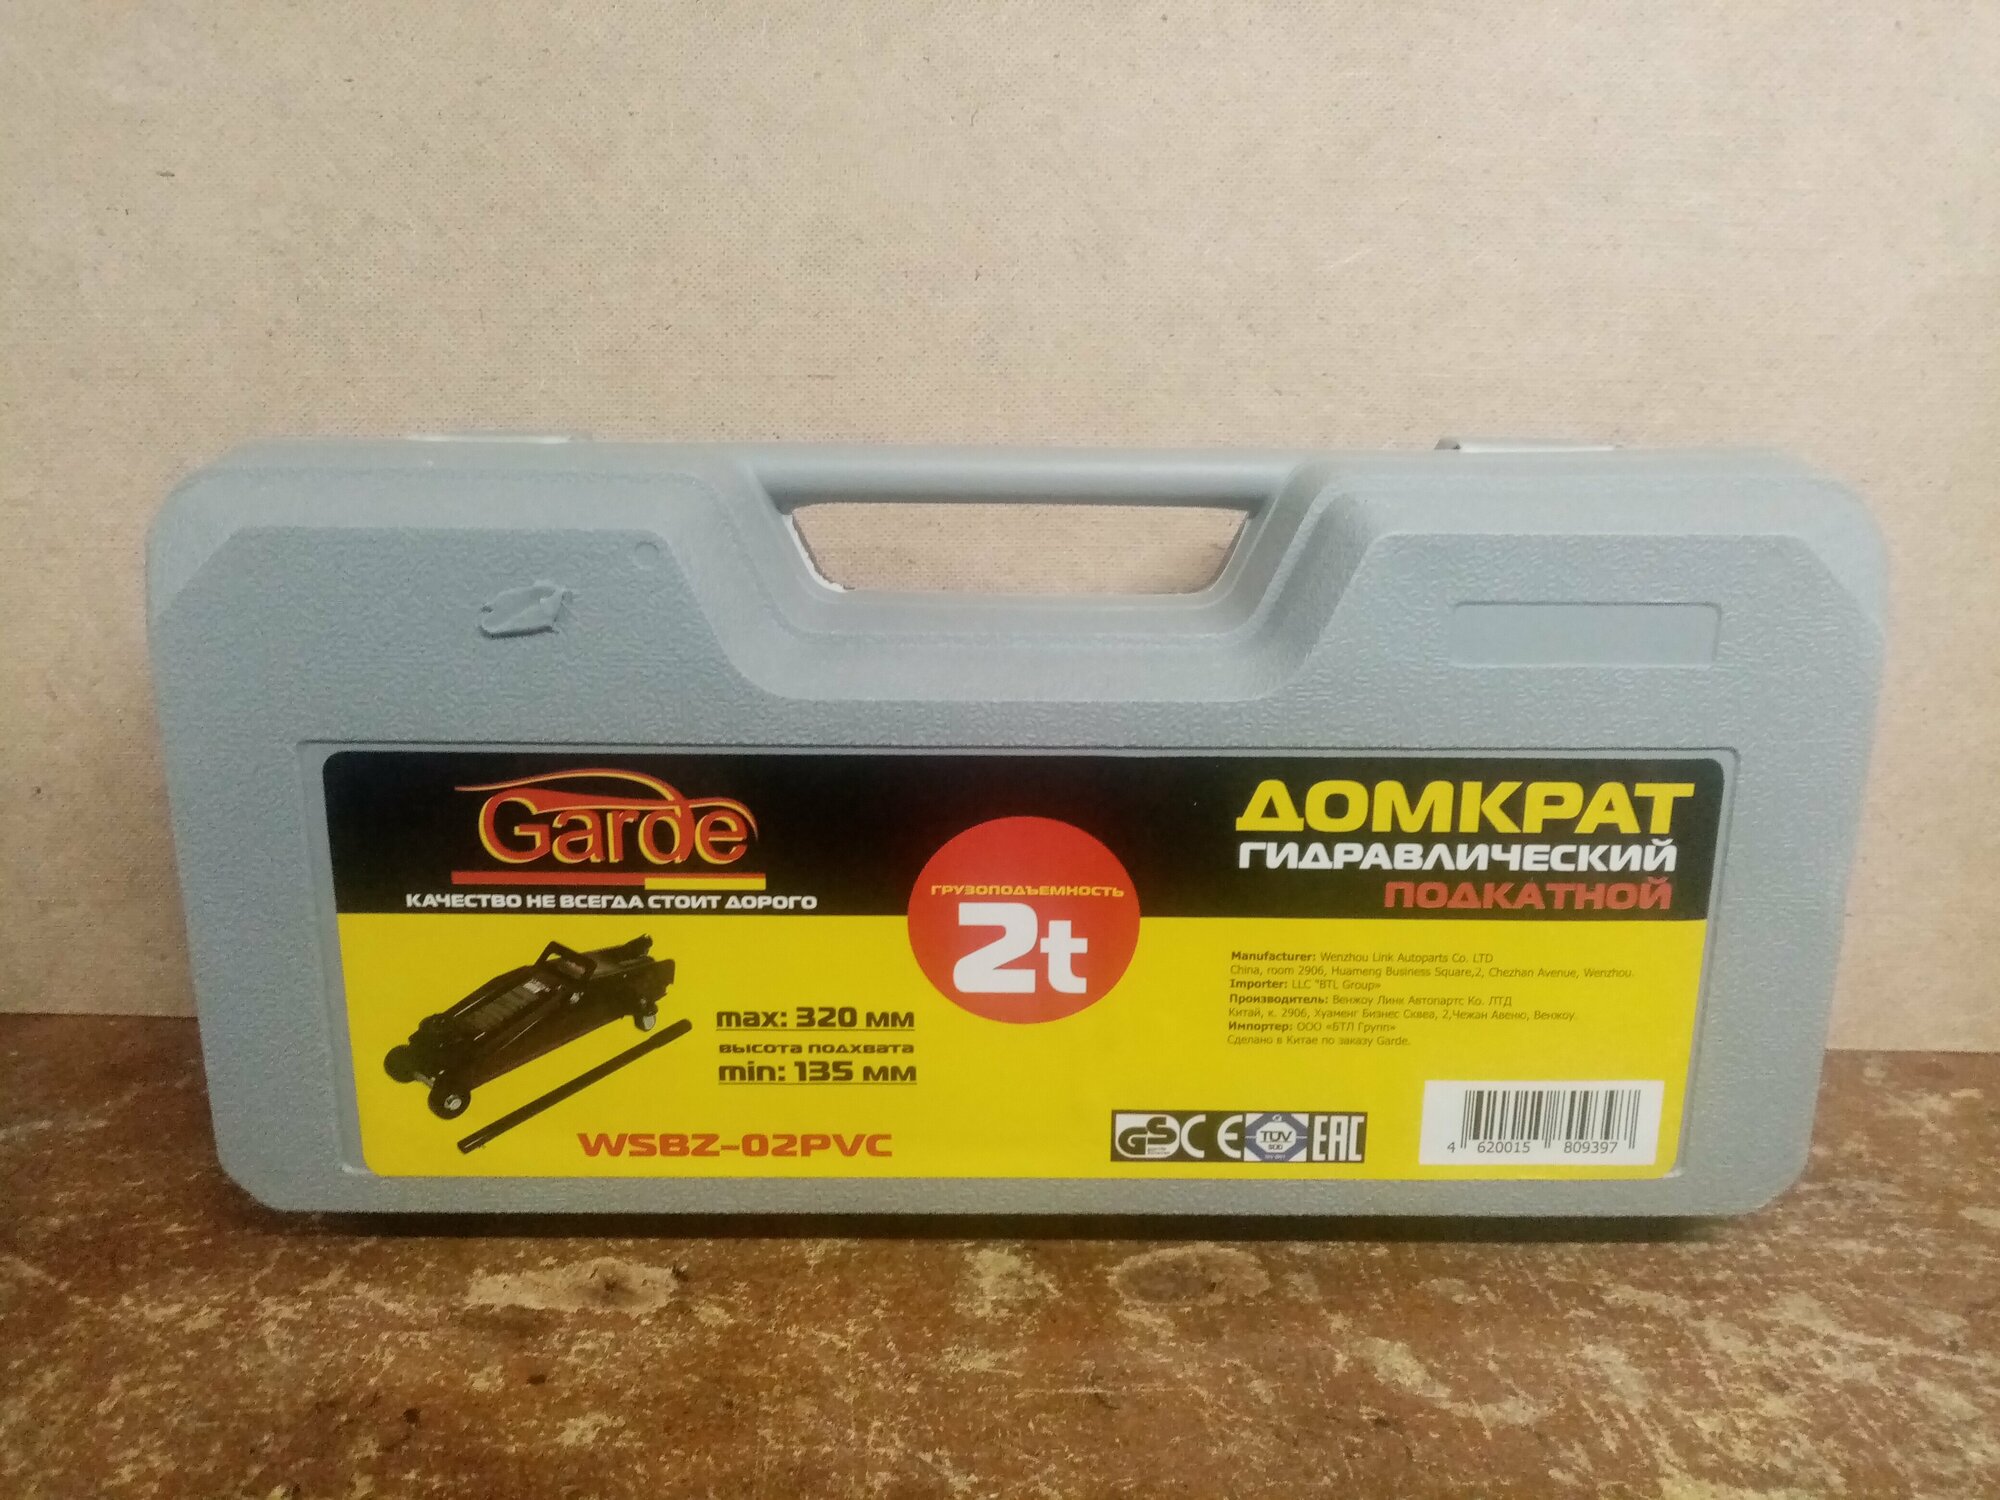 Garde
КАЧЕСТВО НЕ ВСЕГДА СТОИТ ДОРОГО
ГРУЗОПОДЪЕМНОСТЬ
2t
ДОМКРАТ
ГИДРАВЛИЧЕСКИЙ
ПОДКАТНОЙ
max: 320 мм
высота подхвата
min: 135 мм
WSBZ-02PVC
Manufacturer: Wenzhou Link Autoparts Co. LTD
China, room 2906, Huameng Business Square,2, Chezhan Avenue, Wenzhou.
Importer: LLC "BTL Group»
Производитель: Венжоу Линк Автопартс Ко. ЛТД
Китай, к. 2906, Хуаменг Бизнес Сквеа, 2,Чежан Авеню, Венжоу.
Импортер: ООО «БТЛ Групп»
Сделано в Китае по заказу Garde.
GS CE TÜV EAC
4 620015 809397